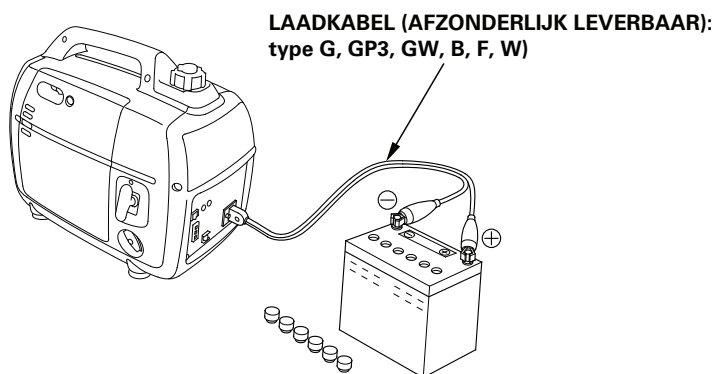 LAADKABEL (AFZONDERLIJK LEVERBAAR):
type G, GP3, GW, B, F, W)
⊖
⊕